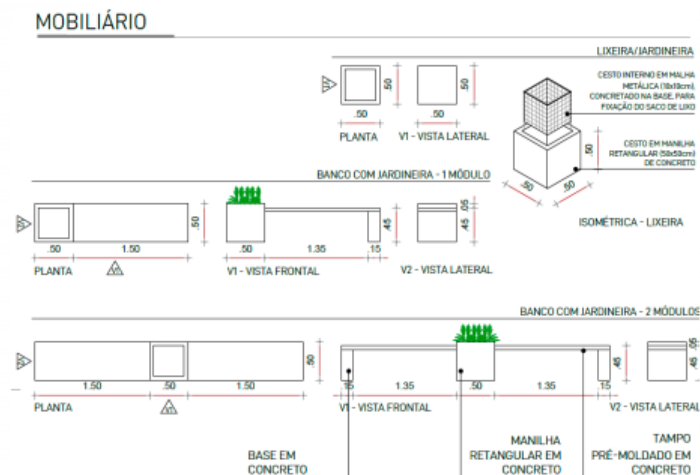 MOBILIÁRIO
LIXEIRA/JARDINEIRA
.50
.50
.50
.50
PLANTA
V1 - VISTA LATERAL
CESTO INTERNO EM MALHA
METÁLICA (10x10cm),
CONCRETADO NA BASE, PARA
FIXAÇÃO DO SACO DE LIXO
CESTO EM MANILHA
RETANGULAR (50x50cm)
DE CONCRETO
.50
.50
.50
ISOMÉTRICA - LIXEIRA
BANCO COM JARDINEIRA - 1 MÓDULO
.50
1.50
.50
PLANTA
V1
.50
1.35
.15
.45
V1 - VISTA FRONTAL
.05
.45
V2 - VISTA LATERAL
BANCO COM JARDINEIRA - 2 MÓDULOS
1.50
.50
1.50
.50
PLANTA
V1
.15
1.35
.50
1.35
.15
.45
V1 - VISTA FRONTAL
.05
.45
V2 - VISTA LATERAL
BASE EM
CONCRETO
MANILHA
RETANGULAR EM
CONCRETO
TAMPO
PRÉ-MOLDADO EM
CONCRETO